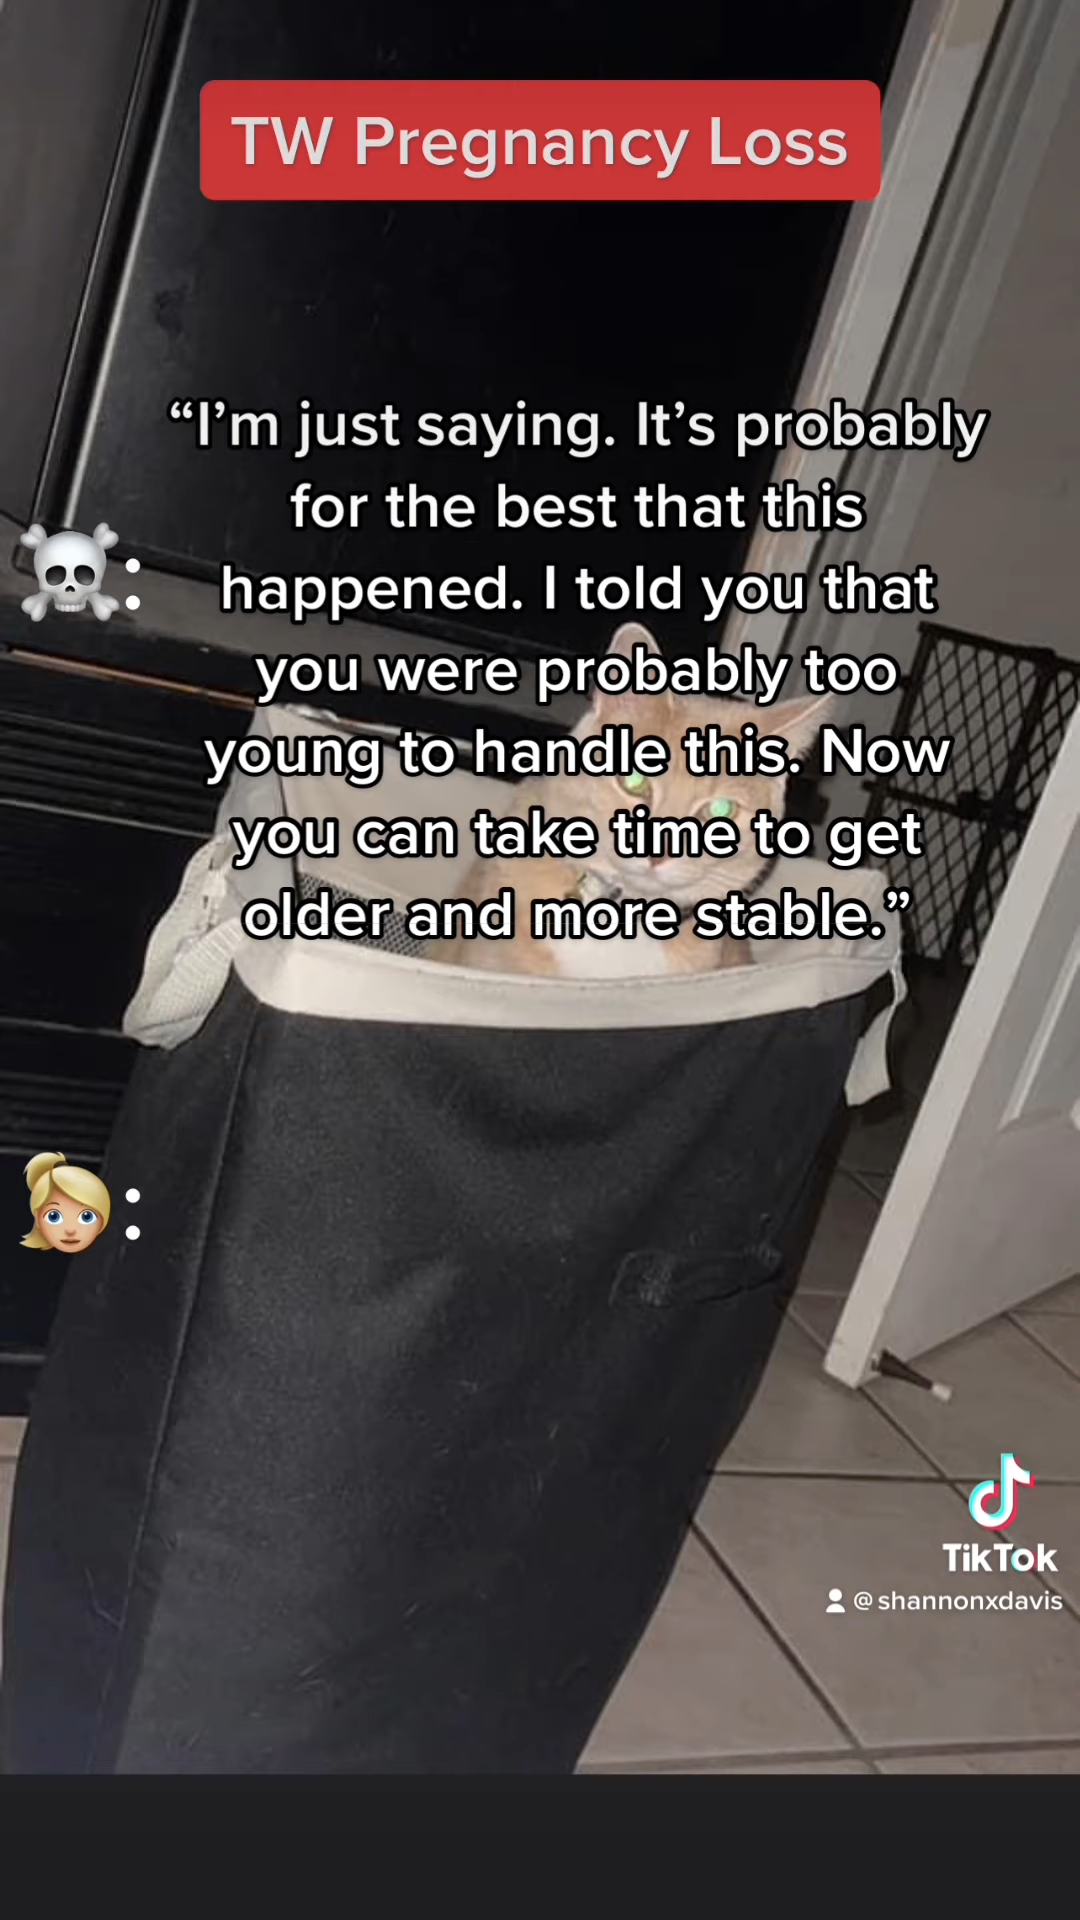 TW Pregnancy Loss
“I’m just saying. It’s probably
for the best that this
happened. I told you that
you were probably too
young to handle this. Now
you can take time to get
older and more stable.”
☠️:
👱🏼‍♀️:
TikTok
@shannonxdavis